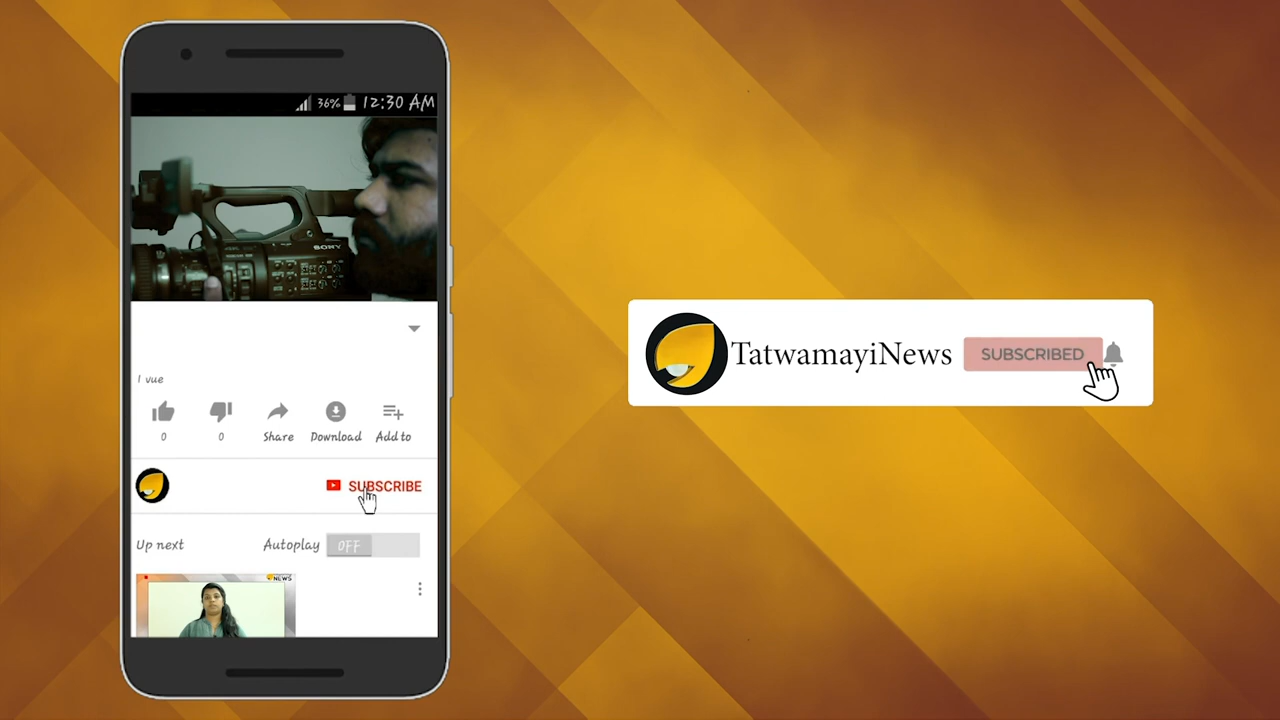 36% 12:30 AM
SONY
1 vue
0 0 Share Download Add to
SUBSCRIBE
Up next Autoplay OFF
NEWS
TatwamayiNews SUBSCRIBED